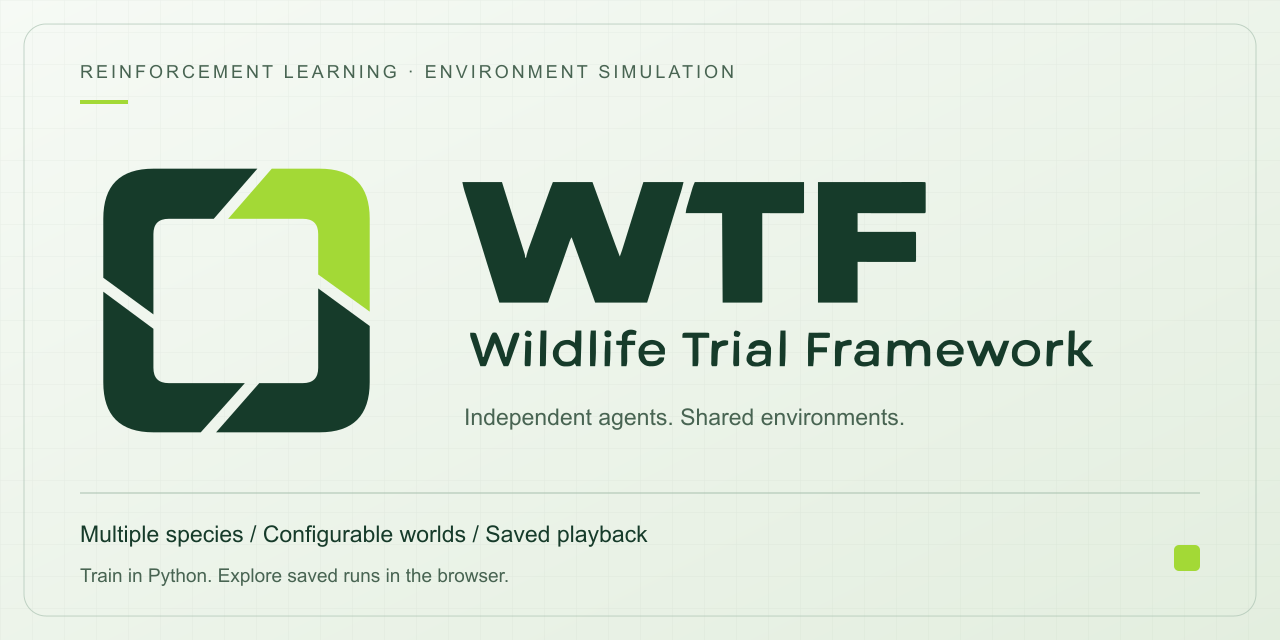 REINFORCEMENT LEARNING · ENVIRONMENT SIMULATION
WTF
Wildlife Trial Framework
Independent agents. Shared environments.
Multiple species / Configurable worlds / Saved playback
Train in Python. Explore saved runs in the browser.